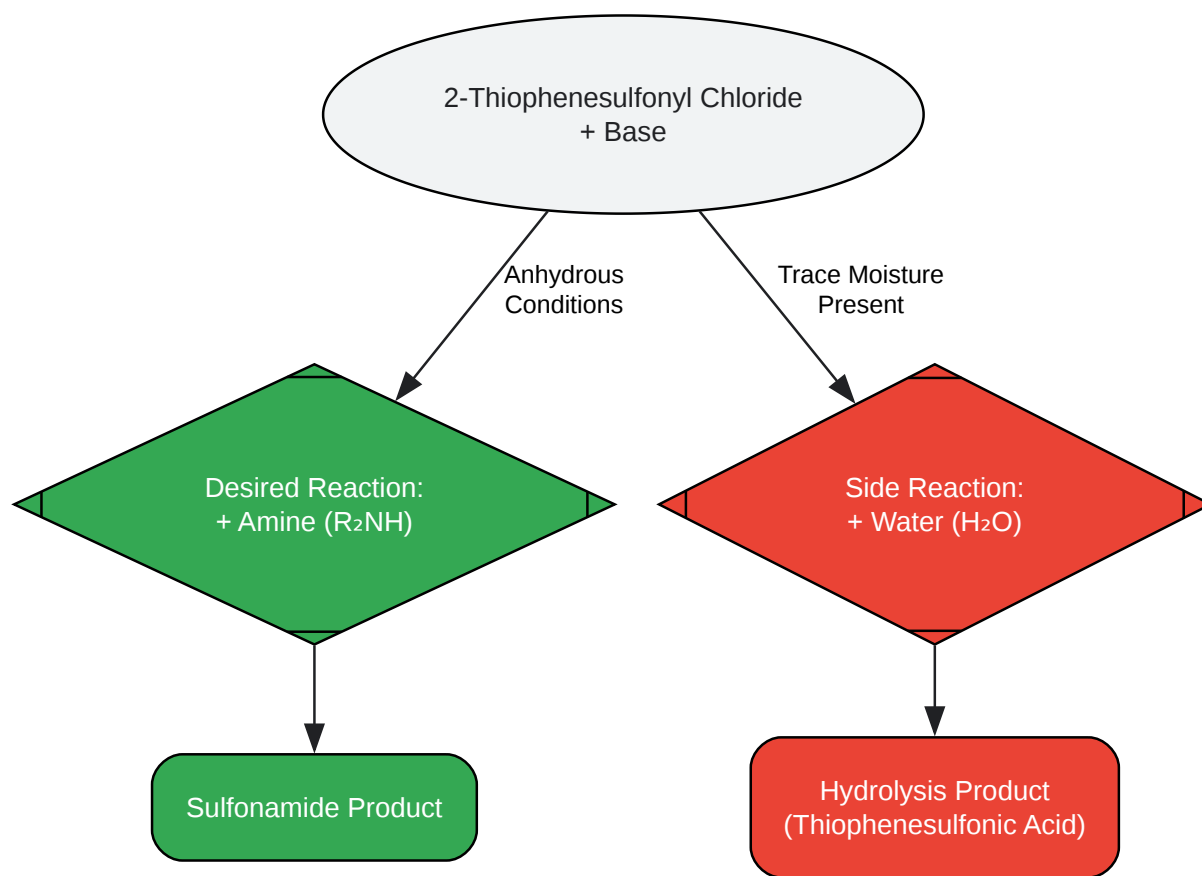 2-Thiophenesulfonyl Chloride
+ Base
Anhydrous
Conditions
Trace Moisture
Present
Desired Reaction:
+ Amine (R₂NH)
Side Reaction:
+ Water (H₂O)
Sulfonamide Product
Hydrolysis Product
(Thiophenesulfonic Acid)